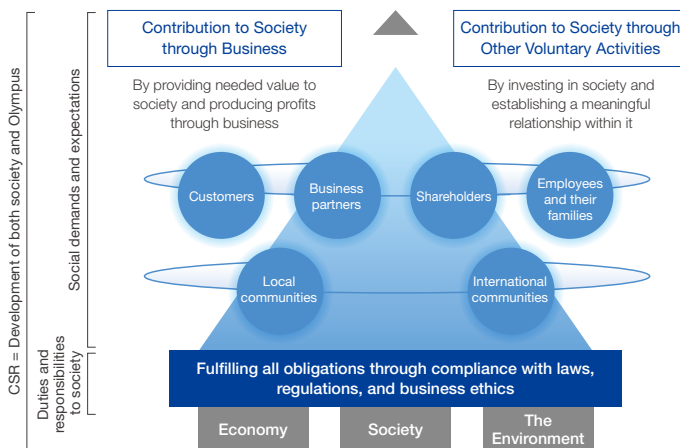 CSR = Development of both society and Olympus
Social demands and expectations
Duties and
responsibilities
to society
Contribution to Society
through Business
By providing needed value to
society and producing profits
through business
Contribution to Society through
Other Voluntary Activities
By investing in society and
establishing a meaningful
relationship within it
Customers
Business
partners
Shareholders
Employees
and their
families
Local
communities
International
communities
Fulfilling all obligations through compliance with laws,
regulations, and business ethics
Economy
Society
The
Environment